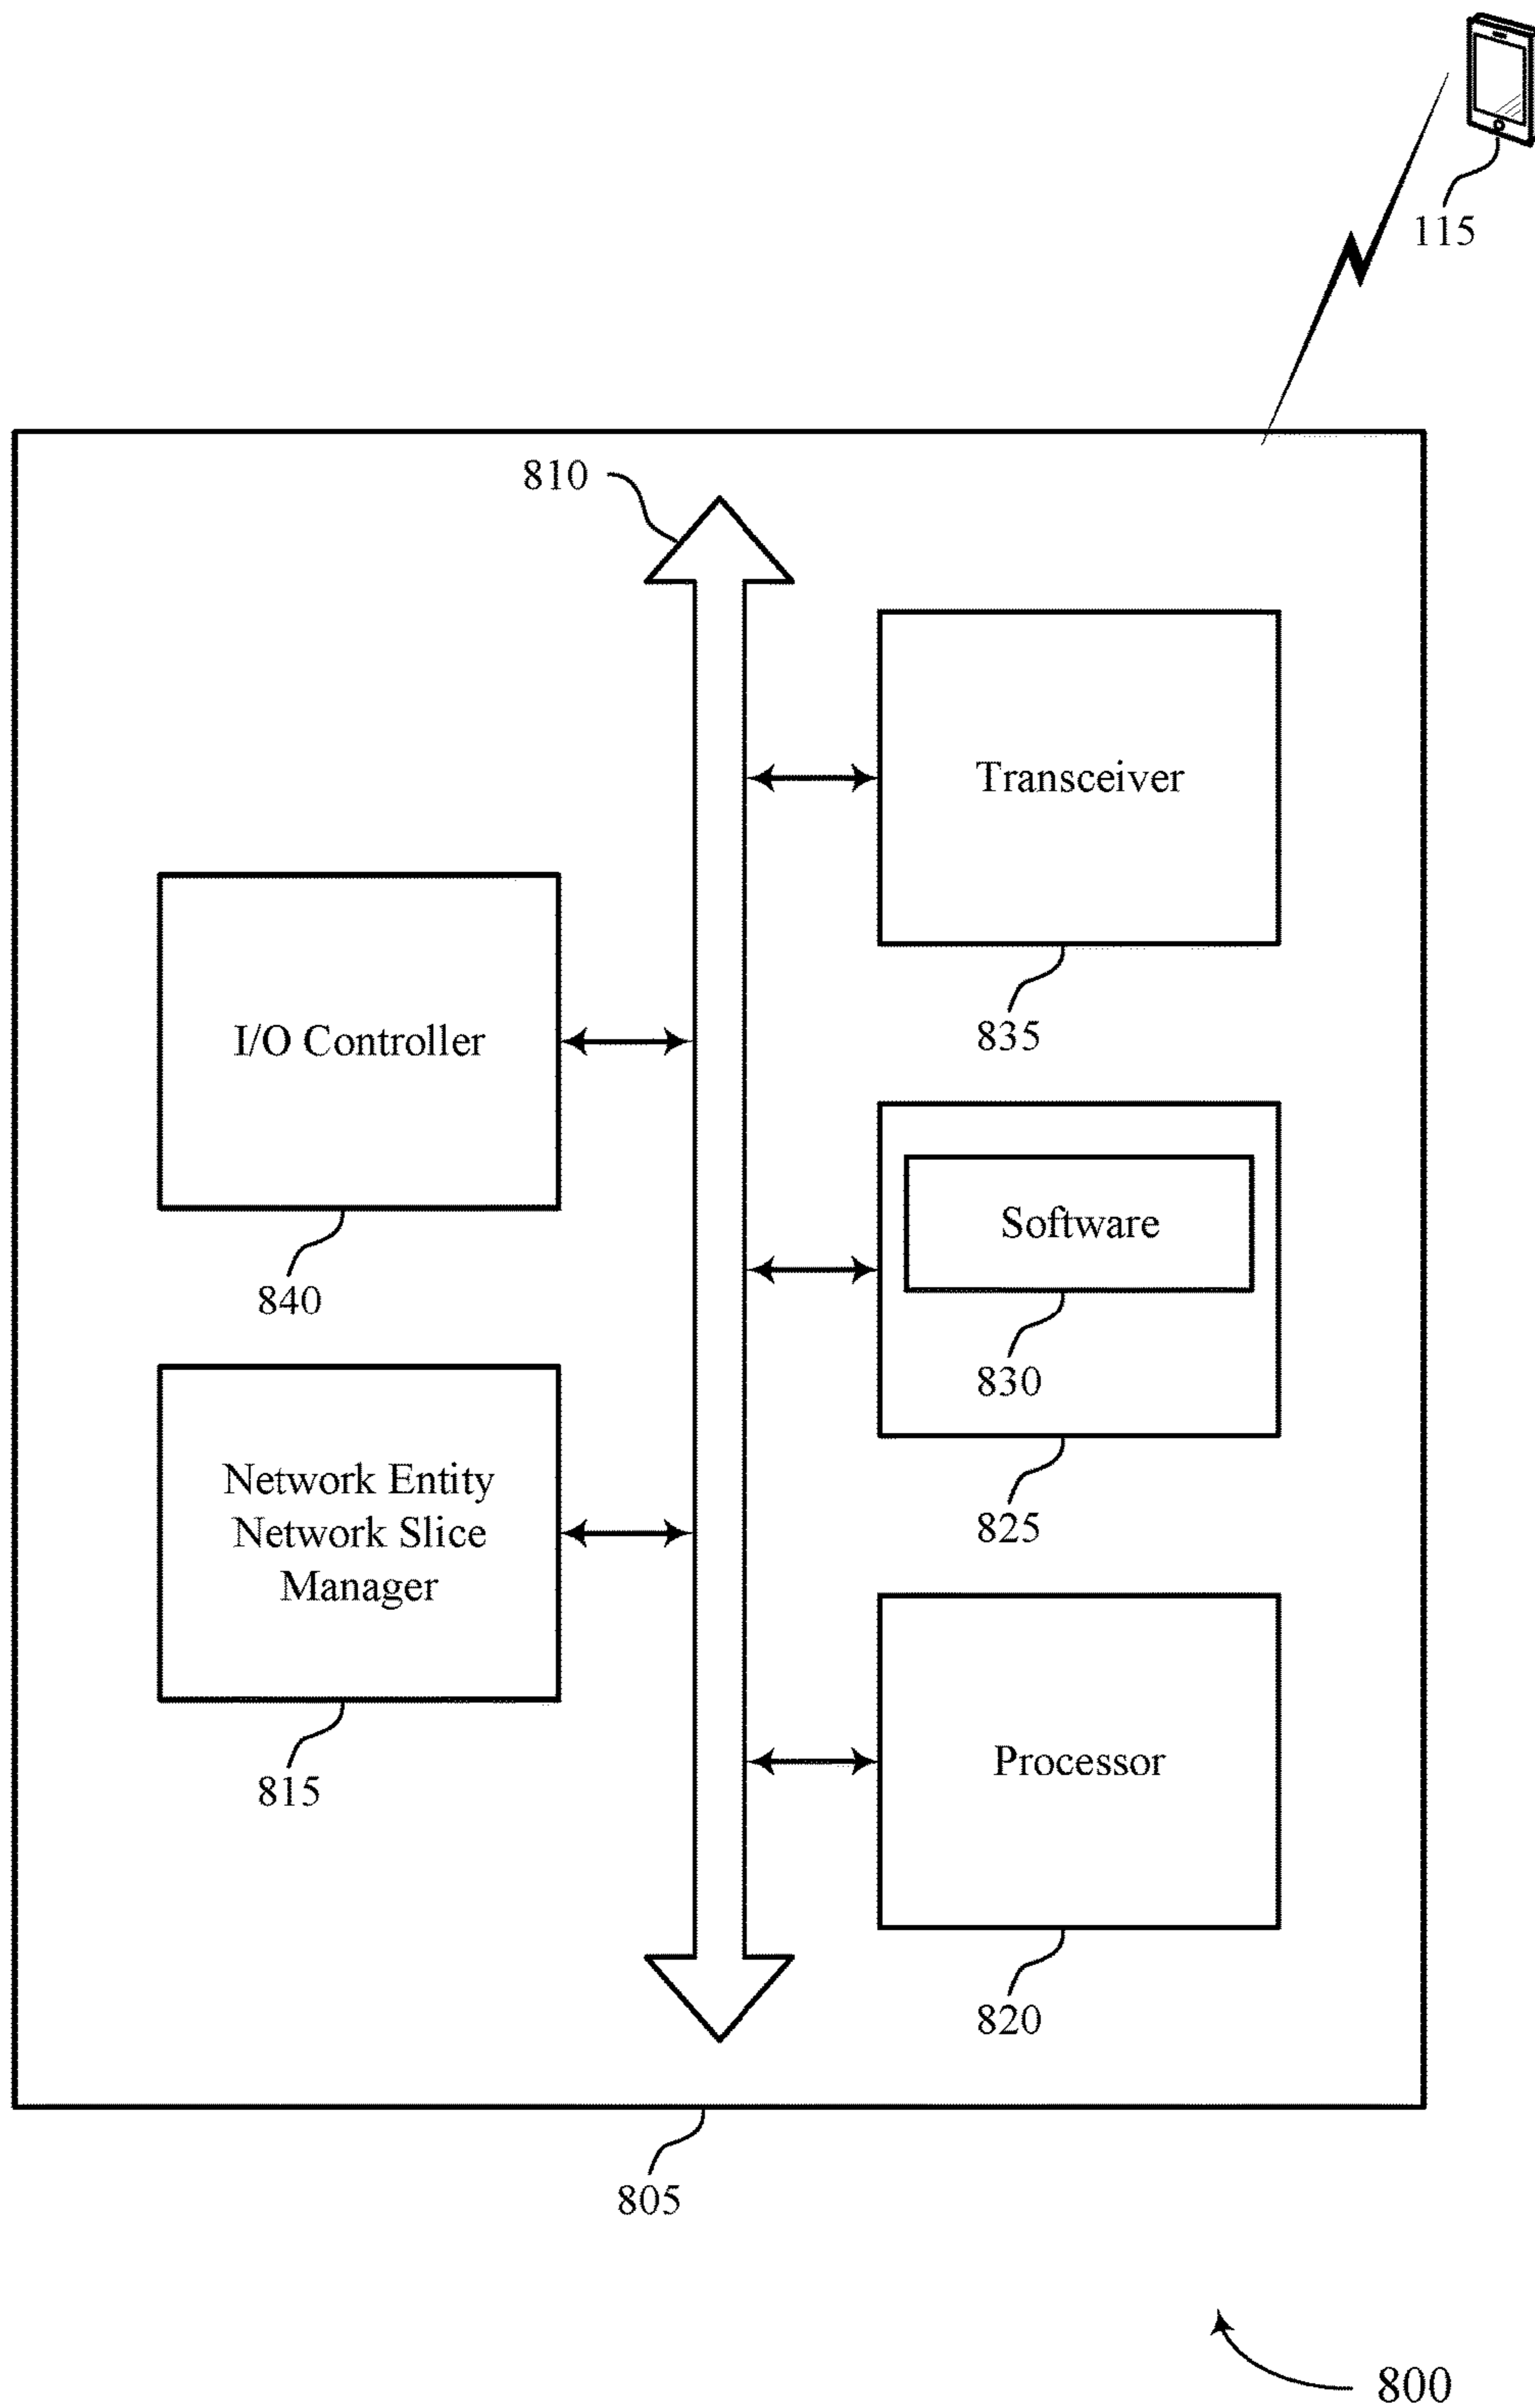 115
810
Transceiver
835
I/O Controller
840
Software
830
825
Network Entity
Network Slice
Manager
815
Processor
820
805
800